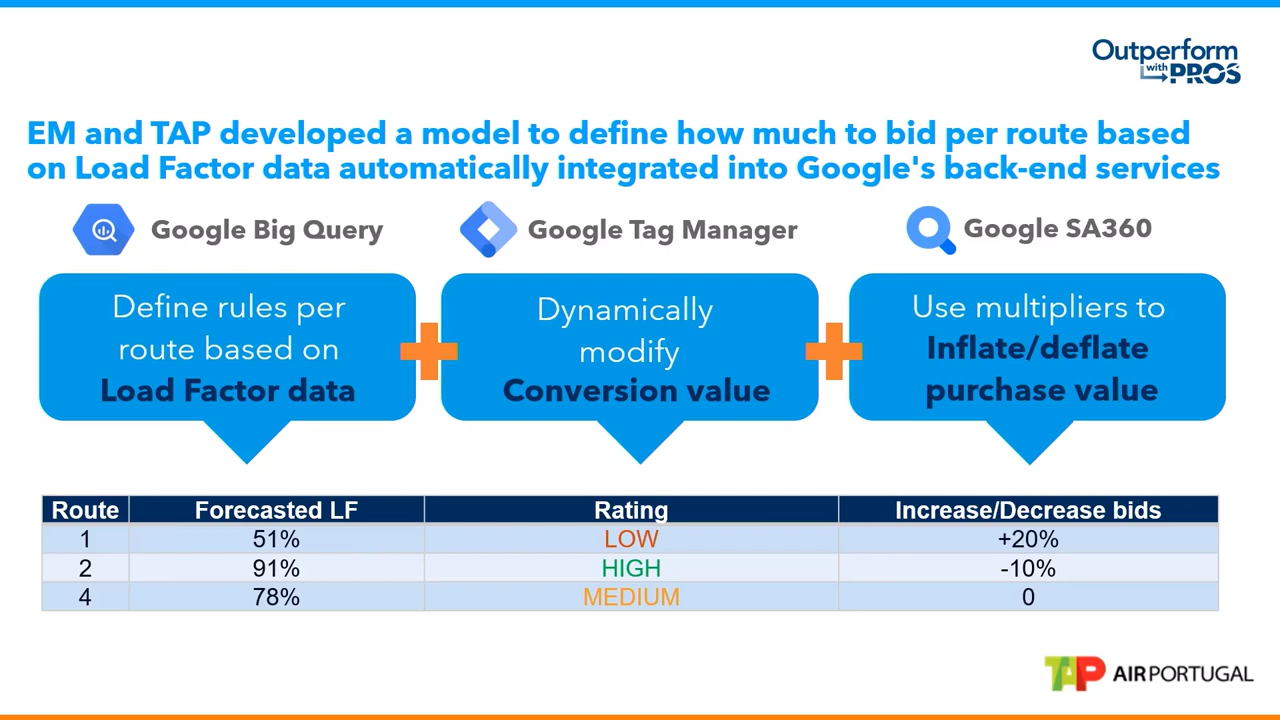 Outperform
with PROS
EM and TAP developed a model to define how much to bid per route based
on Load Factor data automatically integrated into Google's back-end services
Google Big Query
Google Tag Manager
Google SA360
Define rules per
route based on
Load Factor data
Dynamically
modify
Conversion value
Use multipliers to
Inflate/deflate
purchase value
Route Forecasted LF Rating Increase/Decrease bids
1 51% LOW +20%
2 91% HIGH -10%
4 78% MEDIUM 0
TAP AIRPORTUGAL